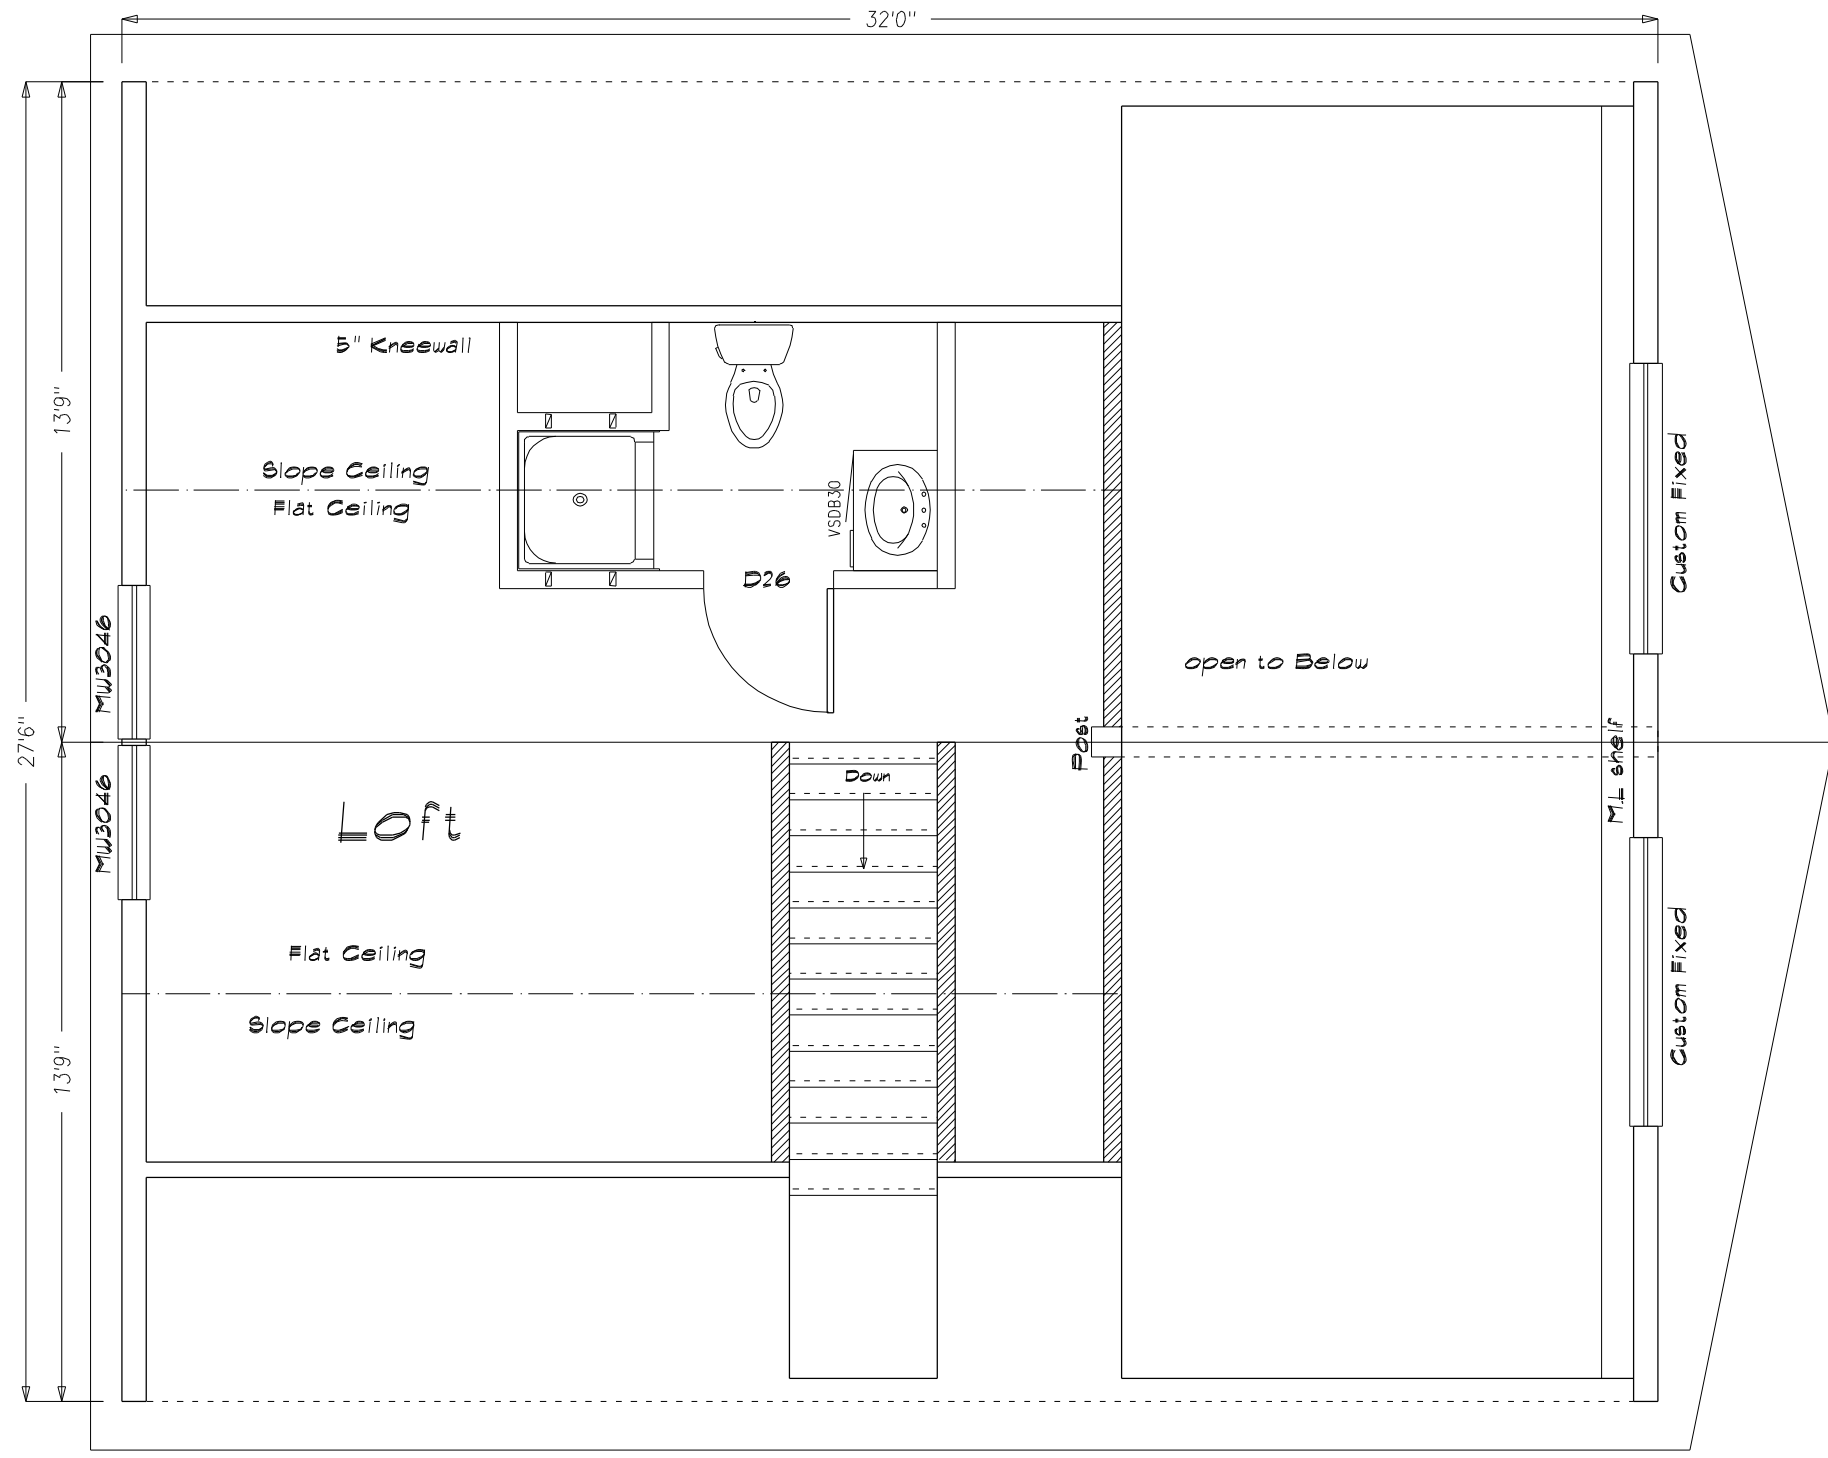 32'0"
5" Kneewall
13'9"
Slope Ceiling
Flat Ceiling
VSDB30
Custom Fixed
D26
MW3046
open to Below
27'6"
Post
ML shelf
Down
MW3046
Loft
Flat Ceiling
Custom Fixed
Slope Ceiling
13'9"